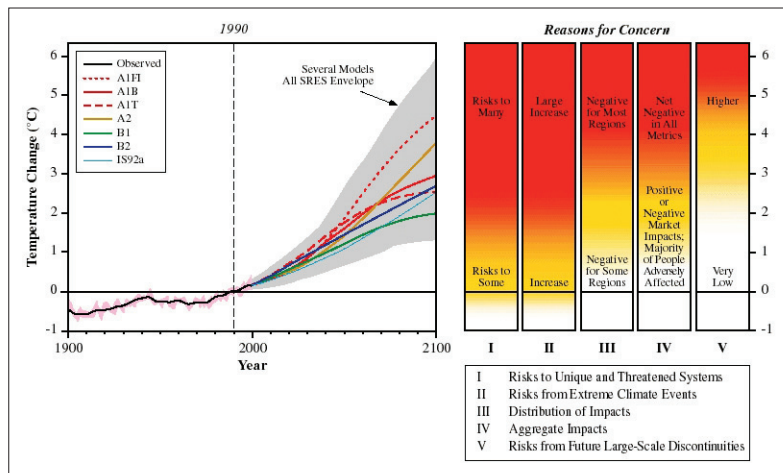 1990
Reasons for Concern
6
5
4
3
2
1
0
-1
Temperature Change (°C)
Observed
A1FI
A1B
A1T
A2
B1
B2
IS92a
Several Models
All SRES Envelope
1900
2000
2100
Year
Risks to
Many
Risks to
Some
Large
Increase
Increase
Negative
for Most
Regions
Negative
for Some
Regions
Net
Negative
in All
Metrics
Positive
or
Negative
Market
Impacts;
Majority
of People
Adversely
Affected
Higher
Very
Low
6
5
4
3
2
1
0
-1
I
II
III
IV
V
I Risks to Unique and Threatened Systems
II Risks from Extreme Climate Events
III Distribution of Impacts
IV Aggregate Impacts
V Risks from Future Large-Scale Discontinuities